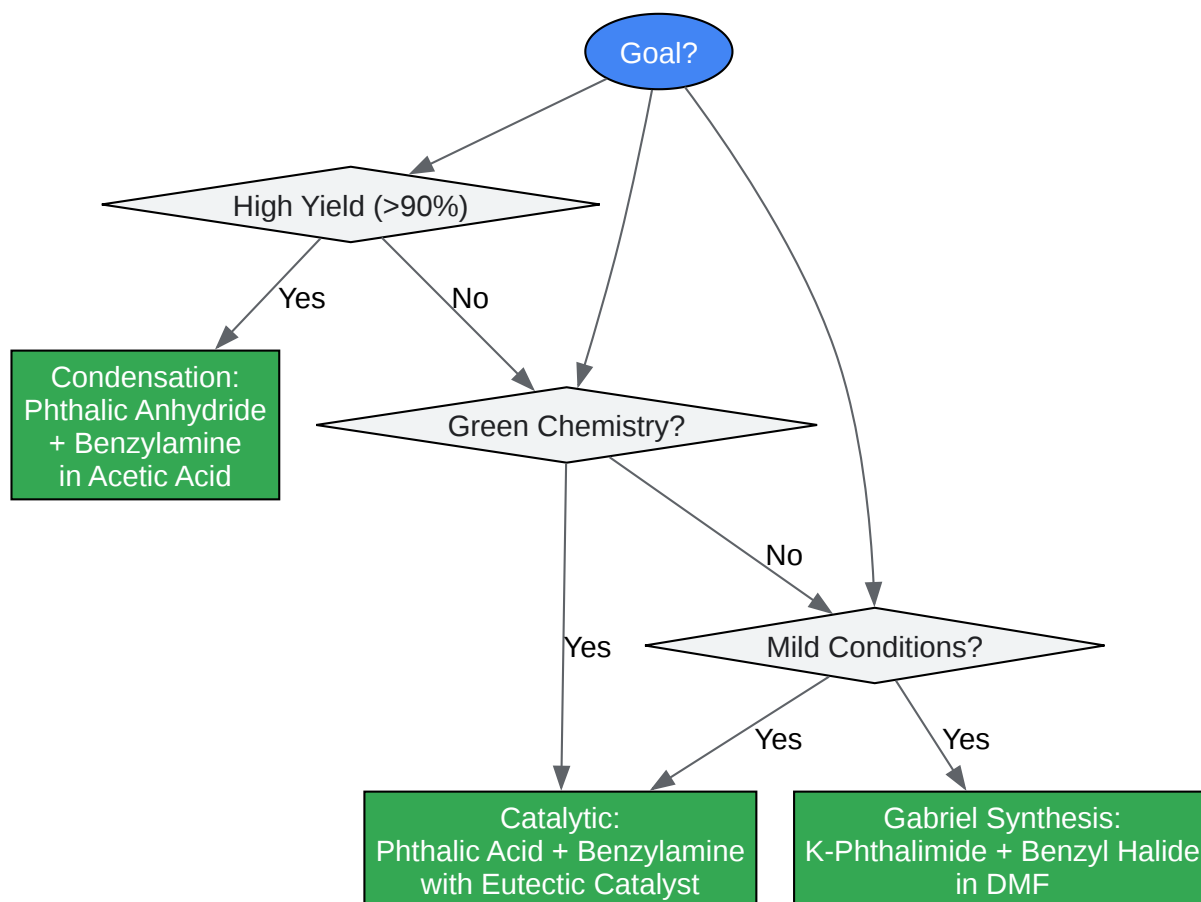 Goal?
High Yield (>90%)
Yes
No
Condensation:
Phthalic Anhydride
+ Benzylamine
in Acetic Acid
Green Chemistry?
No
Yes
Mild Conditions?
Yes
Yes
Catalytic:
Phthalic Acid + Benzylamine
with Eutectic Catalyst
Gabriel Synthesis:
K-Phthalimide + Benzyl Halide
in DMF